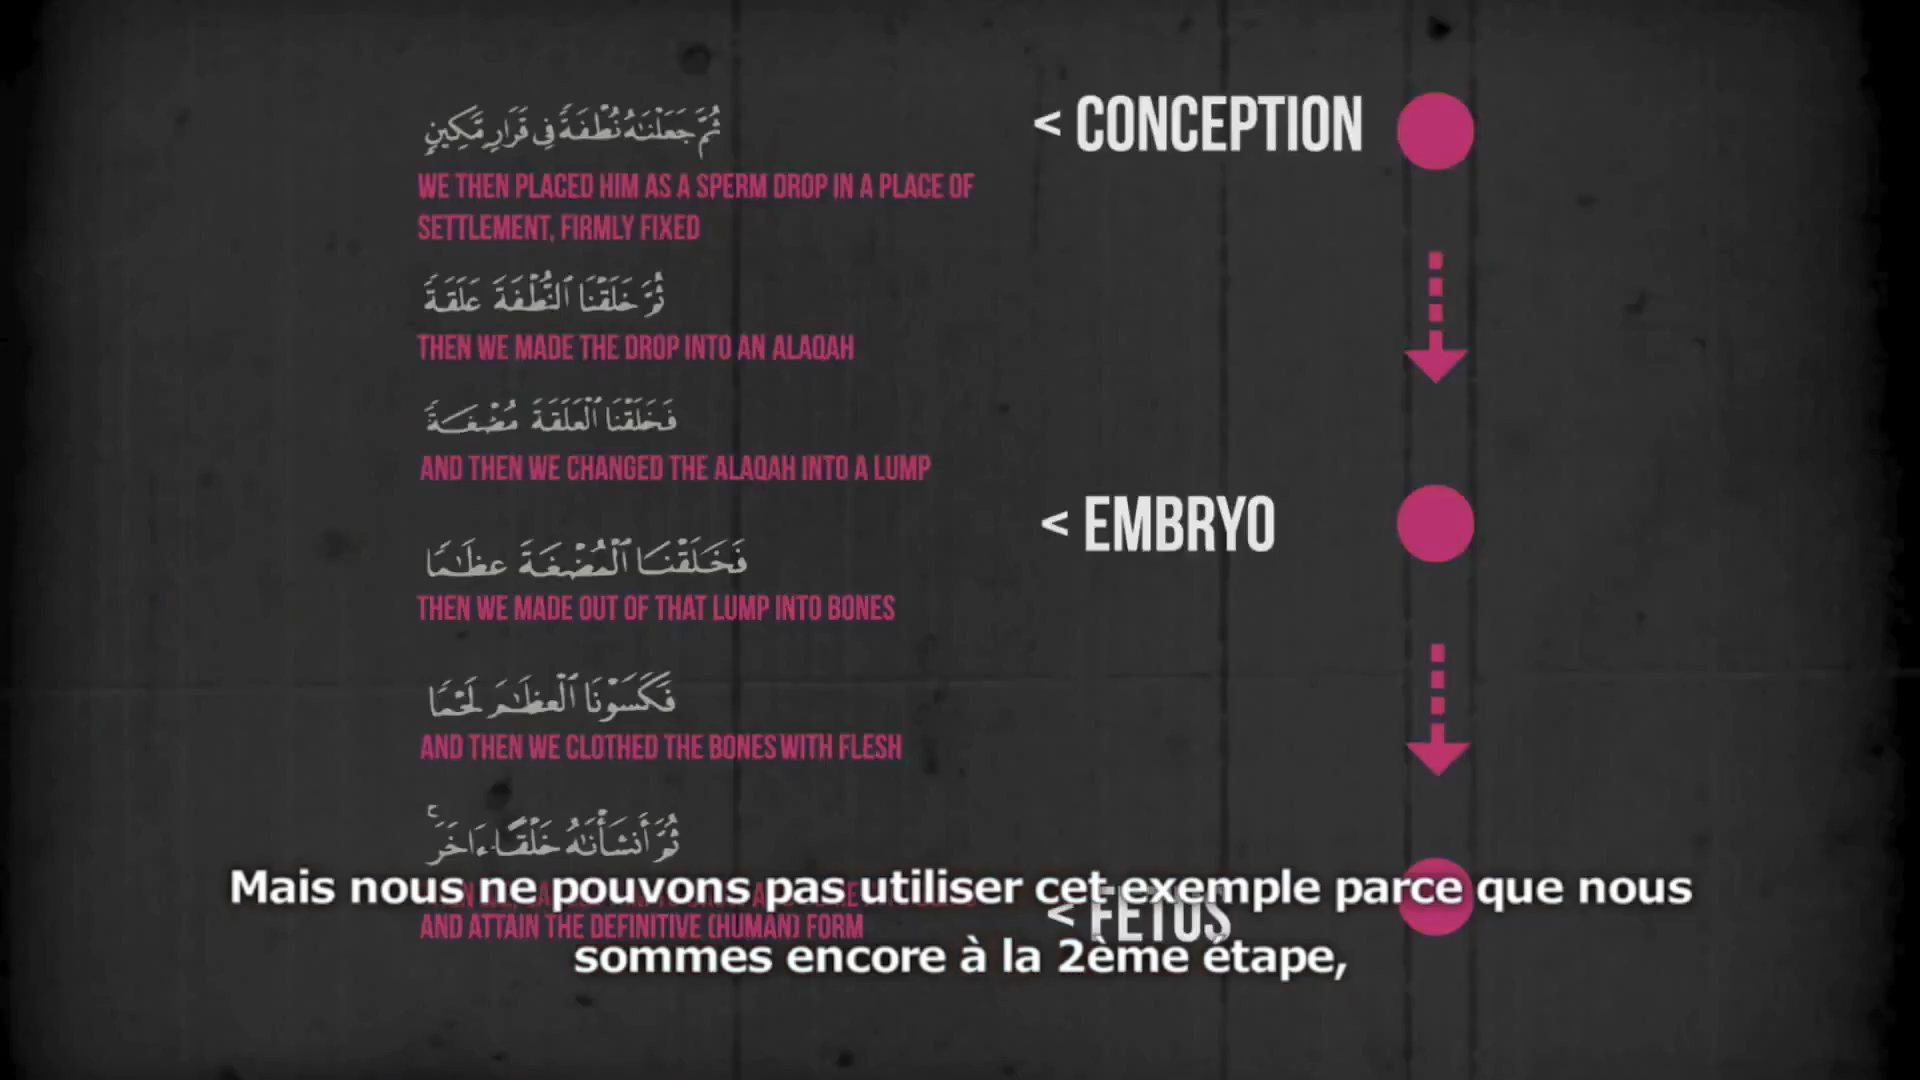 ثُمَّ جَعَلْنَٰهُ نُطْفَةً فِى قَرَارٍ مَّكِينٍ
< CONCEPTION
WE THEN PLACED HIM AS A SPERM DROP IN A PLACE OF
SETTLEMENT, FIRMLY FIXED
ثُمَّ خَلَقْنَا ٱلنُّطْفَةَ عَلَقَةً
THEN WE MADE THE DROP INTO AN ALAQAH
فَخَلَقْنَا ٱلْعَلَقَةَ مُضْغَةً
AND THEN WE CHANGED THE ALAQAH INTO A LUMP
< EMBRYO
فَخَلَقْنَا ٱلْمُضْغَةَ عِظَٰمًا
THEN WE MADE OUT OF THAT LUMP INTO BONES
فَكَسَوْنَا ٱلْعِظَٰمَ لَحْمًا
AND THEN WE CLOTHED THE BONES WITH FLESH
ثُمَّ أَنشَأْنَٰهُ خَلْقًا ءَاخَرَ ۚ
< FETUS
AND ATTAIN THE DEFINITIVE (HUMAN) FORM
Mais nous ne pouvons pas utiliser cet exemple parce que nous
sommes encore à la 2ème étape,